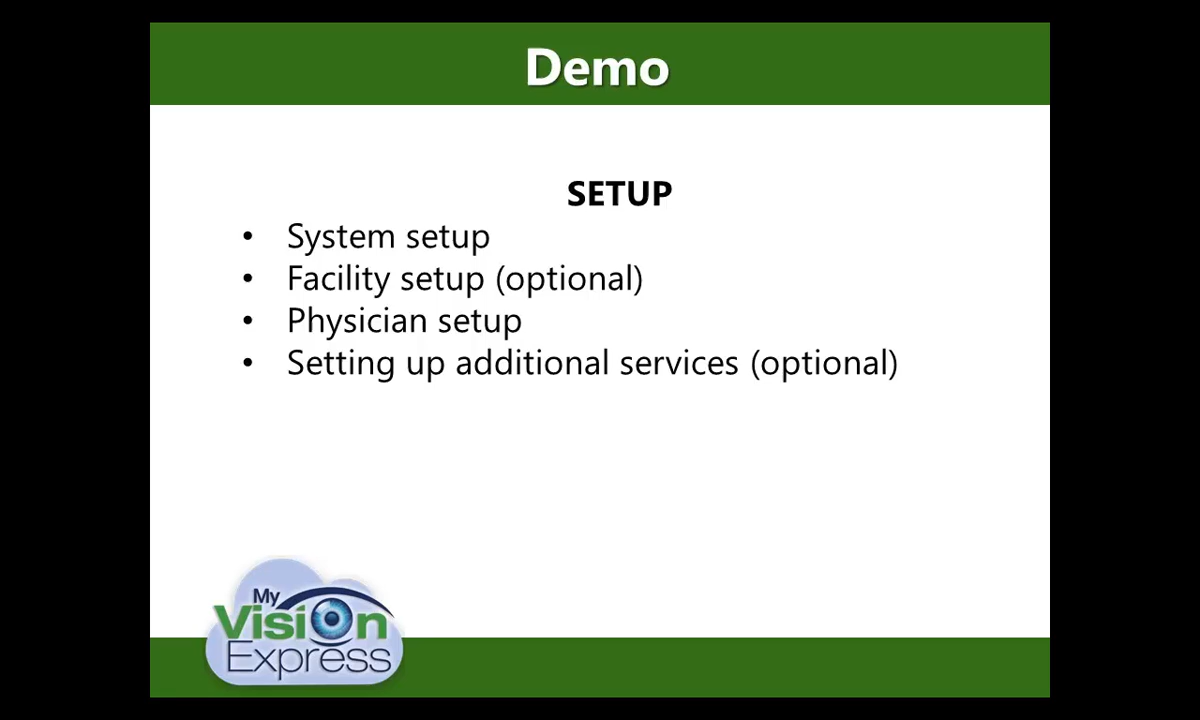 Demo
SETUP
• System setup
• Facility setup (optional)
• Physician setup
• Setting up additional services (optional)
My
Vision
Express